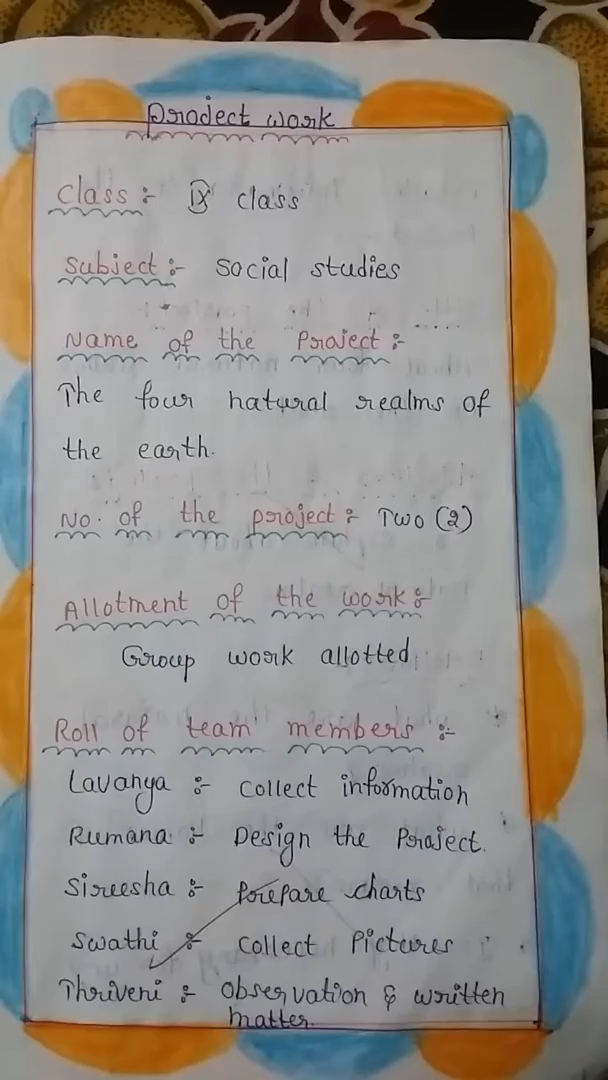 Project work
Class :- IX class
Subject :- Social studies
Name of the Project :-
The four natural realms of
the earth.
No. of the project :- Two (2)
Allotment of the work :-
Group work allotted
Roll of team members :-
Lavanya :- Collect information
Rumana :- Design the Project.
Sireesha :- Prepare charts
Swathi :- Collect Pictures
Thriveni :- Observation & written
matter.